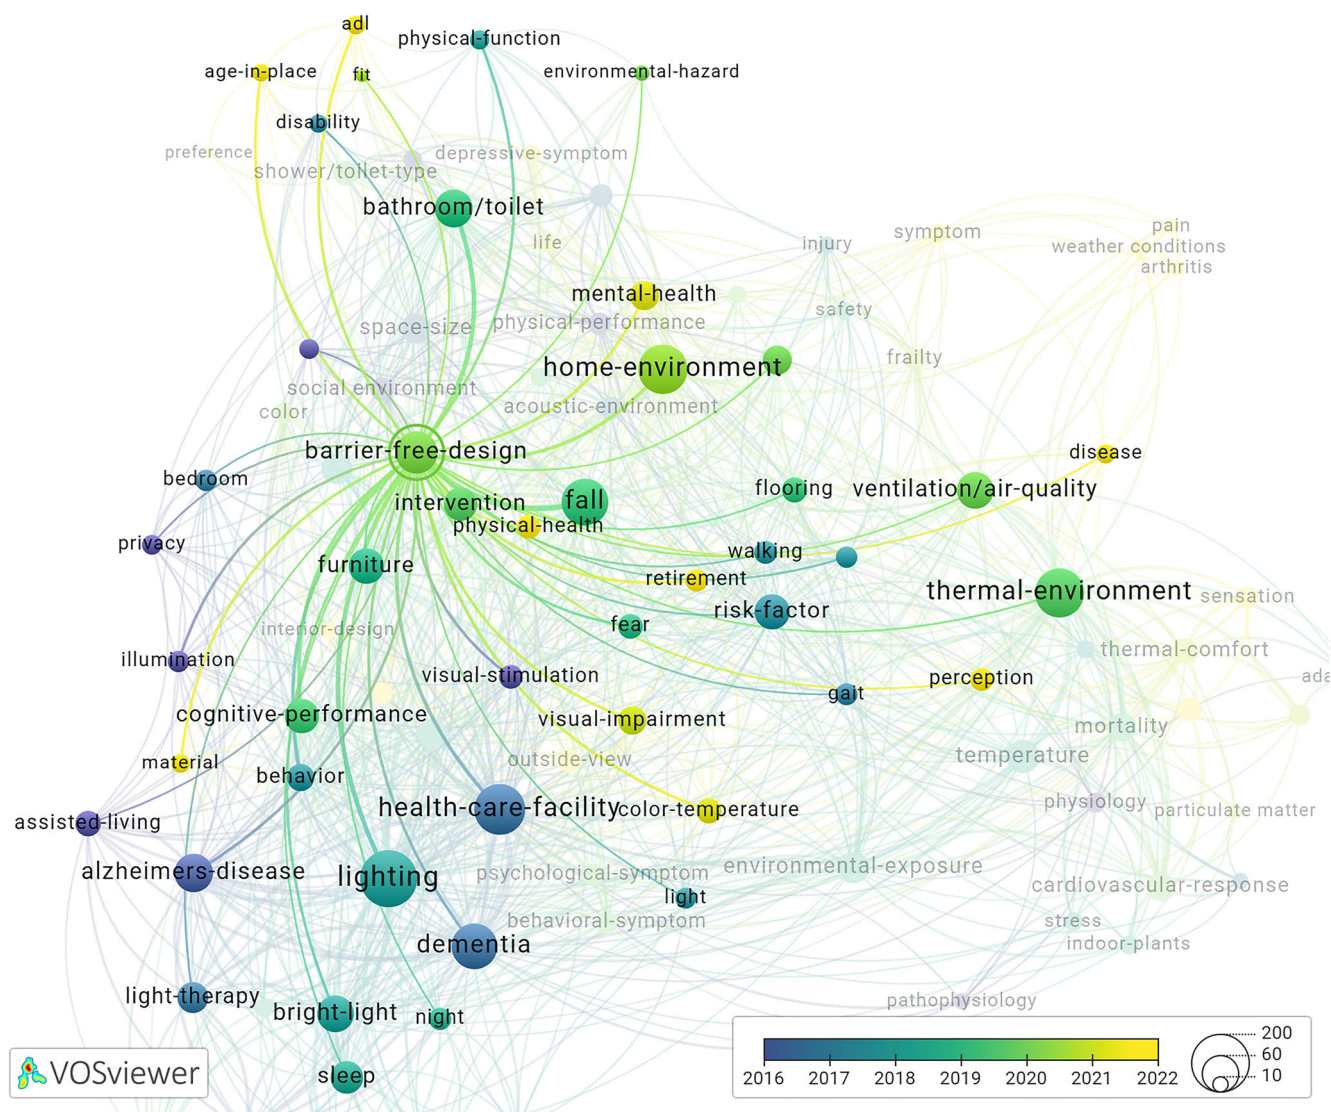 adl
physical-function
age-in-place
fit
environmental-hazard
disability
preference
depressive-symptom
shower/toilet-type
bathroom/toilet
life
injury
symptom
pain
weather conditions
arthritis
mental-health
safety
space-size
physical-performance
home-environment
frailty
social environment
color
acoustic-environment
barrier-free-design
disease
bedroom
intervention
fall
flooring
ventilation/air-quality
physical-health
privacy
walking
furniture
retirement
thermal-environment
sensation
risk-factor
fear
interior-design
illumination
thermal-comfort
visual-stimulation
perception
ada
gait
cognitive-performance
visual-impairment
mortality
outside-view
temperature
material
behavior
health-care-facility
color-temperature
physiology
particulate matter
assisted-living
alzheimers-disease
lighting
psychological-symptom
environmental-exposure
cardiovascular-response
light
behavioral-symptom
stress
dementia
indoor-plants
light-therapy
pathophysiology
bright-light
night
sleep
VOSviewer
2016 2017 2018 2019 2020 2021 2022
200
60
10